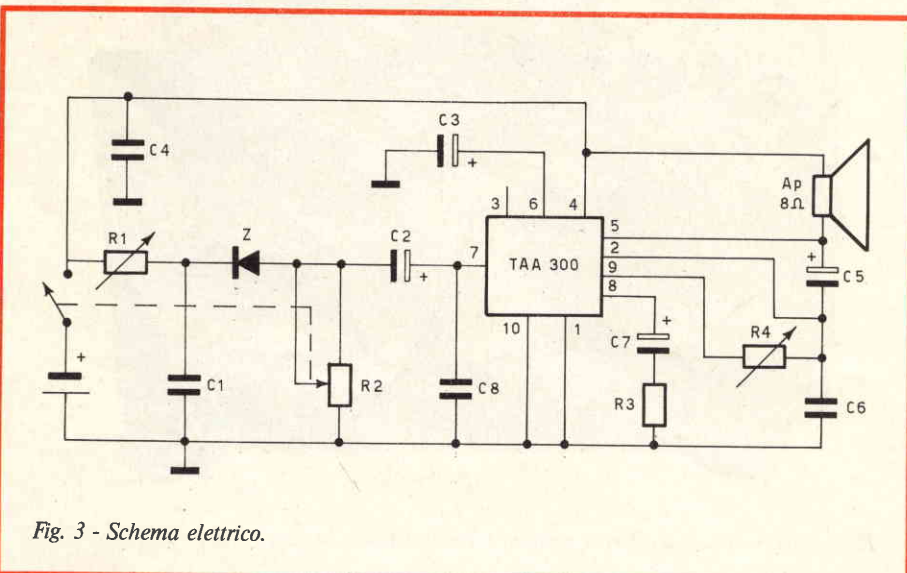 C3
C4
+
Ap
8Ω
3
6
4
R1
Z
C2
5
+
7
TAA 300
2
+
C5
9
8
+
+
10
1
C7
R4
C1
R2
C8
R3
C6
Fig. 3 - Schema elettrico.